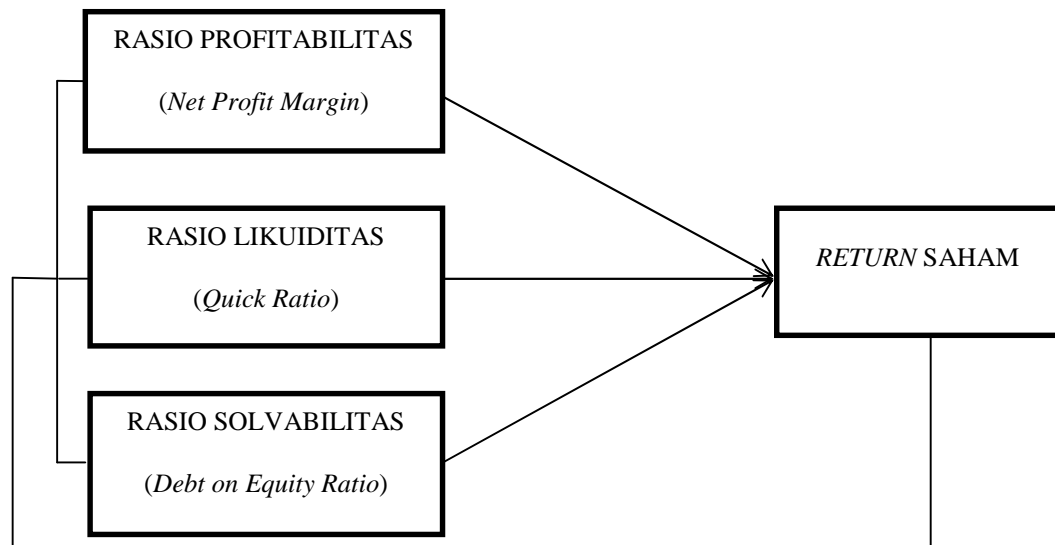 RASIO PROFITABILITAS
(Net Profit Margin)
RASIO LIKUIDITAS
(Quick Ratio)
RETURN SAHAM
RASIO SOLVABILITAS
(Debt on Equity Ratio)